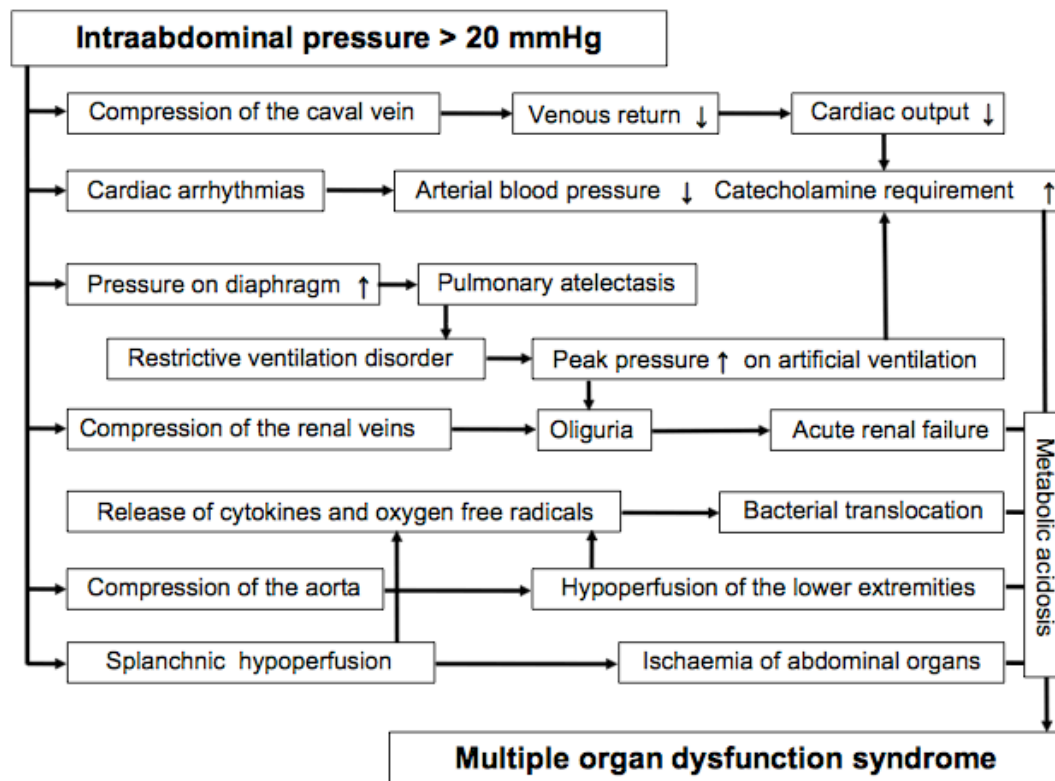 Intraabdominal pressure > 20 mmHg
Compression of the caval vein
Venous return ↓
Cardiac output ↓
Cardiac arrhythmias
Arterial blood pressure ↓ Catecholamine requirement ↑
Pressure on diaphragm ↑
Pulmonary atelectasis
Restrictive ventilation disorder
Peak pressure ↑ on artificial ventilation
Compression of the renal veins
Oliguria
Acute renal failure
Release of cytokines and oxygen free radicals
Bacterial translocation
Compression of the aorta
Hypoperfusion of the lower extremities
Splanchnic hypoperfusion
Ischaemia of abdominal organs
Metabolic acidosis
Multiple organ dysfunction syndrome